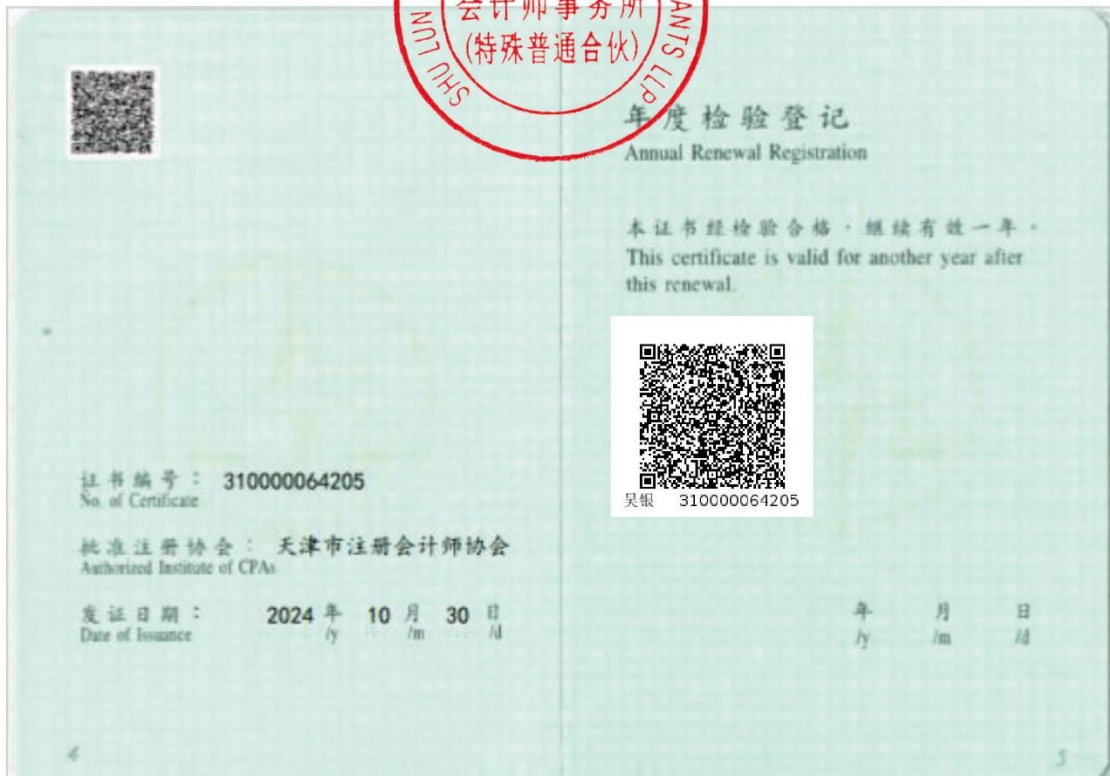 会计师事务所
(特殊普通合伙)
SHU LUN
ANTS LLP
年度检验登记
Annual Renewal Registration
本证书经检验合格，继续有效一年。
This certificate is valid for another year after
this renewal.
吴银 310000064205
证书编号： 310000064205
No. of Certificate
批准注册协会： 天津市注册会计师协会
Authorized Institute of CPAs
发证日期： 2024 年 10 月 30 日
Date of Issuance /y /m /d
年 月 日
/y /m /d
4
5